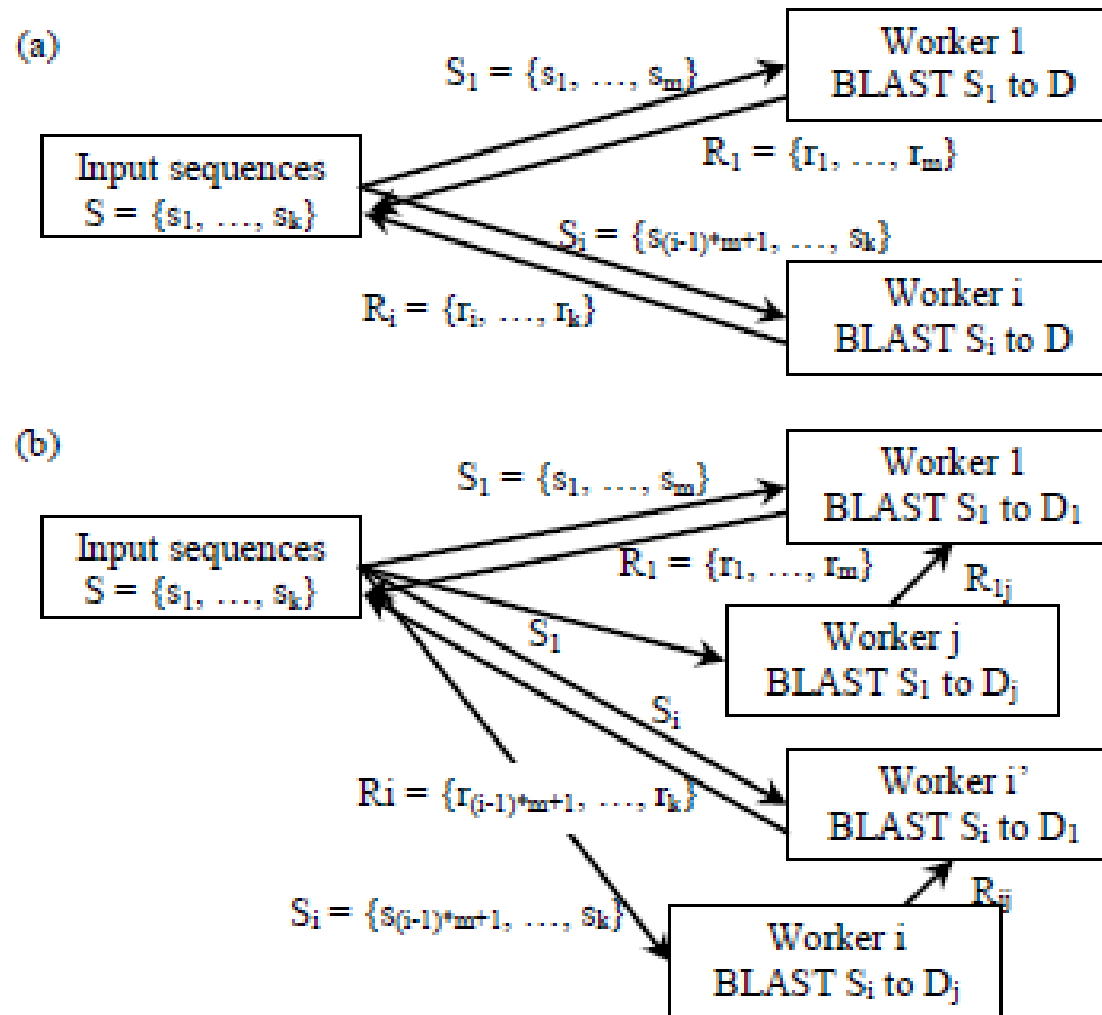 (a)
Worker 1
BLAST S₁ to D
S₁ = {s₁, …, sₘ}
Input sequences
S = {s₁, …, sₖ}
R₁ = {r₁, …, rₘ}
Sᵢ = {s₍ᵢ₋₁₎*ₘ₊₁, …, sₖ}
Rᵢ = {rᵢ, …, rₖ}
Worker i
BLAST Sᵢ to D
(b)
Worker 1
BLAST S₁ to D₁
S₁ = {s₁, …, sₘ}
Input sequences
S = {s₁, …, sₖ}
R₁ = {r₁, …, rₘ}
R₁ⱼ
S₁
Worker j
BLAST S₁ to Dⱼ
Sᵢ
Worker i’
BLAST Sᵢ to D₁
Ri = {r₍ᵢ₋₁₎*ₘ₊₁, …, rₖ}
Rᵢⱼ
Sᵢ = {s₍ᵢ₋₁₎*ₘ₊₁, …, sₖ}
Worker i
BLAST Sᵢ to Dⱼ